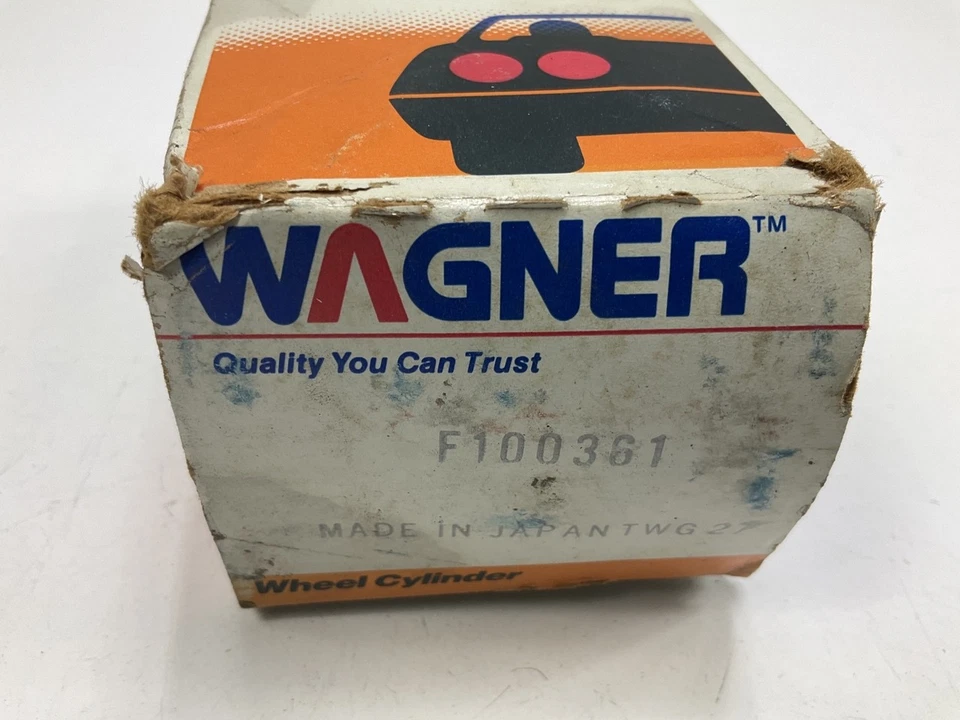 WAGNER™
Quality You Can Trust
F100361
MADE IN JAPAN TWG 27
Wheel Cylinder